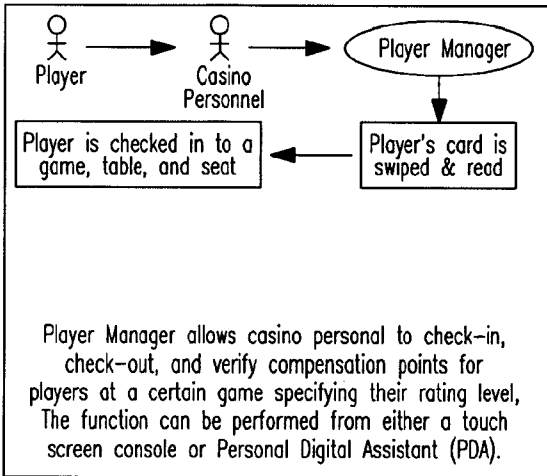 Player
Casino
Personnel
Player Manager
Player's card is
swiped & read
Player is checked in to a
game, table, and seat
Player Manager allows casino personal to check-in,
check-out, and verify compensation points for
players at a certain game specifying their rating level,
The function can be performed from either a touch
screen console or Personal Digital Assistant (PDA).